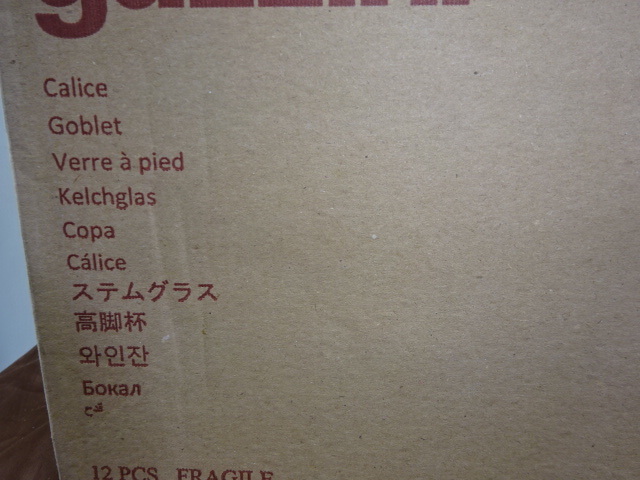 Calice
Goblet
Verre à pied
Kelchglas
Copa
Cálice
ステムグラス
高脚杯
와인잔
Бокал
12 PCS FRAGILE